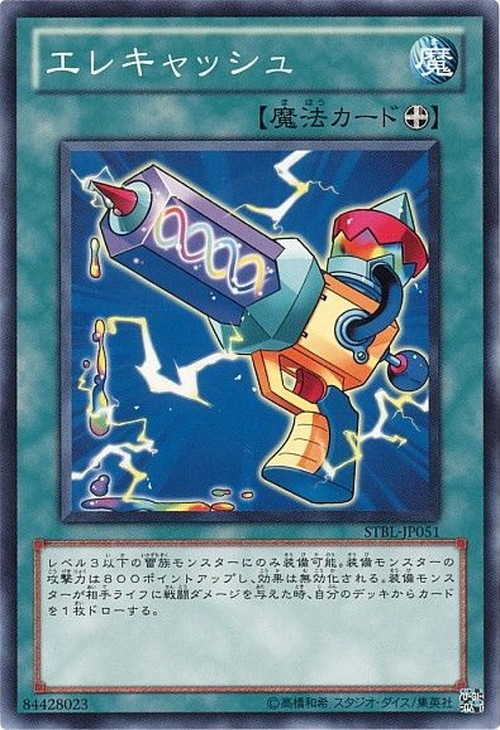 エレキャッシュ
魔
【魔法カード】
STBL-JP051
レベル3以下の雷族モンスターにのみ装備可能。装備モンスターの
攻撃力は800ポイントアップし、効果は無効化される。装備モンス
ターが相手ライフに戦闘ダメージを与えた時、自分のデッキからカード
を1枚ドローする。
84428023
©高橋和希 スタジオ・ダイス/集英社